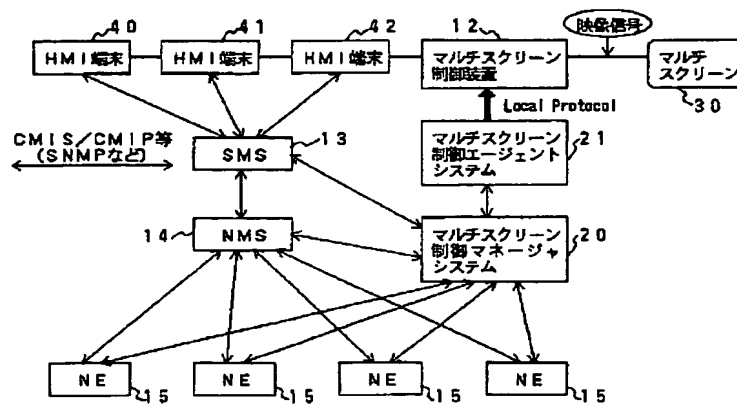 40 41 42 12 映像信号
HMI端末 HMI端末 HMI端末 マルチスクリーン
制御装置
マルチ
スクリーン
30
Local Protocol
CMIS/CMIP等
(SNMPなど)
13
SMS
マルチスクリーン
制御エージェント
システム
21
14
NMS
マルチスクリーン
制御マネージャ
システム
20
NE NE NE NE
15 15 15 15